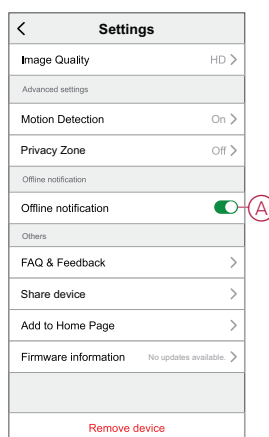 Settings
Image Quality HD
Advanced settings
Motion Detection On
Privacy Zone Off
Offline notification
Offline notification
A
Others
FAQ & Feedback
Share device
Add to Home Page
Firmware information No updates available.
Remove device